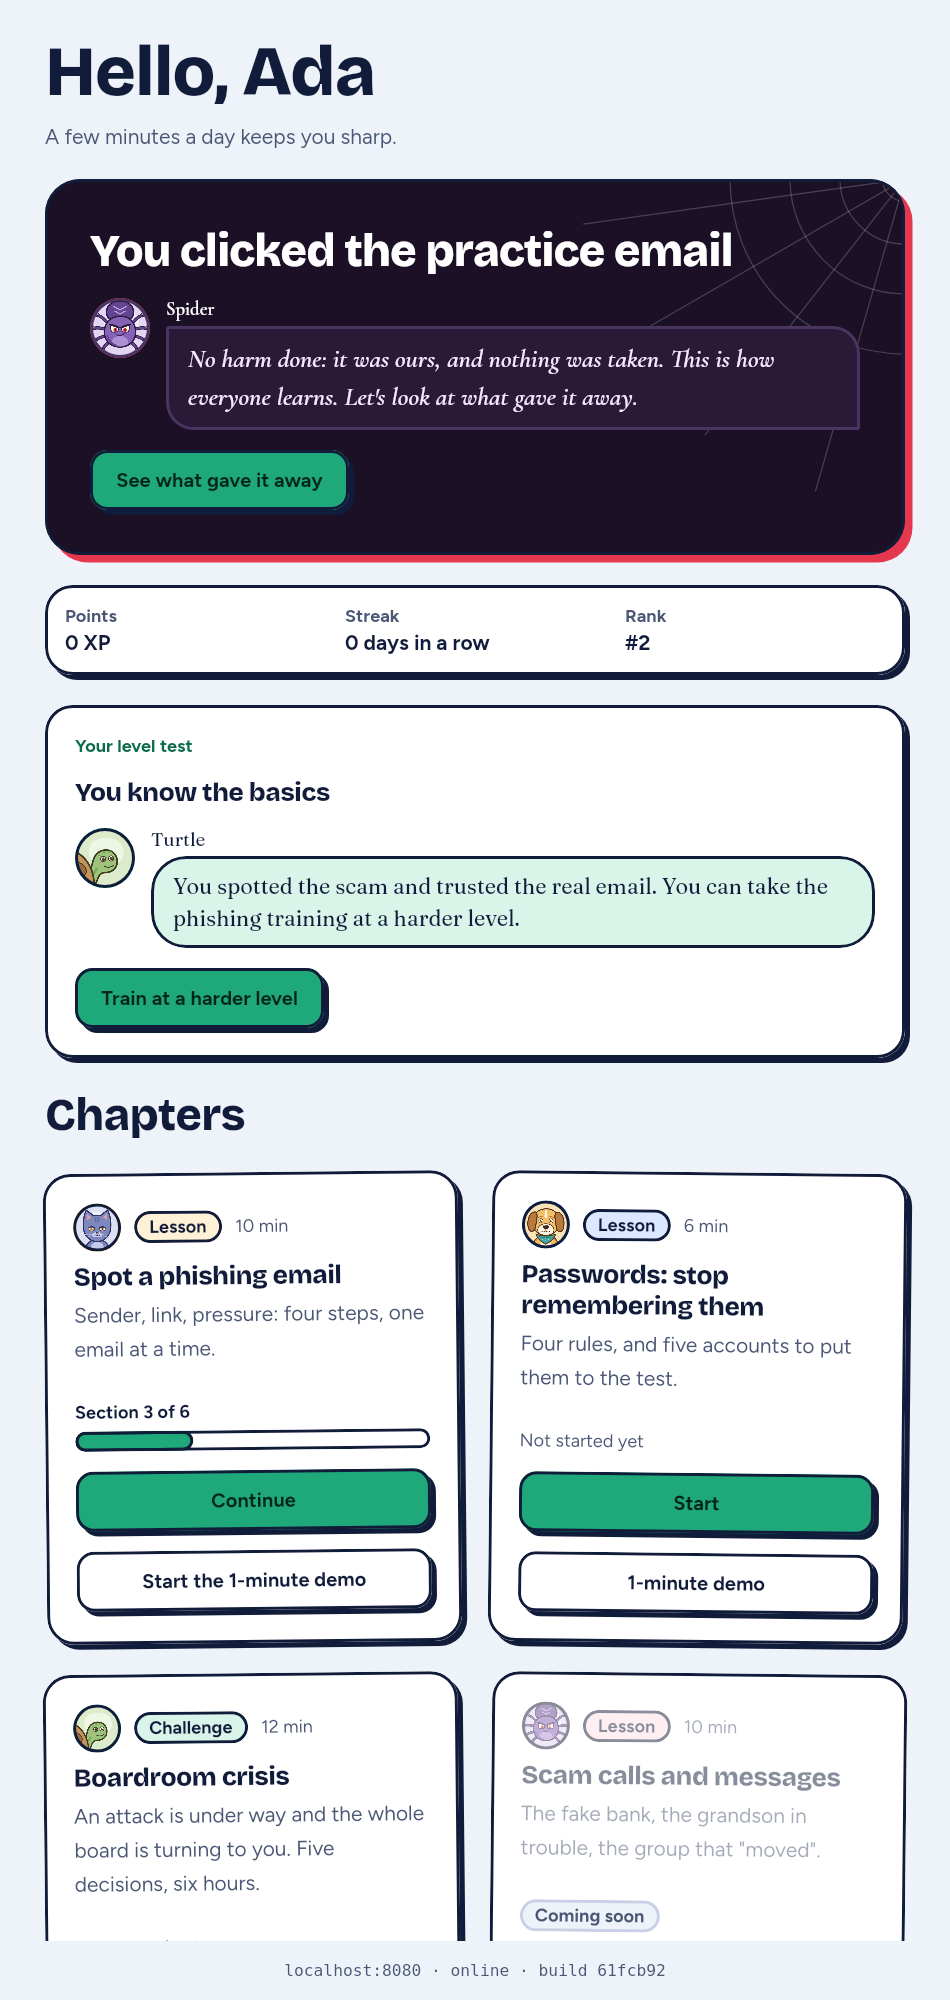 Hello, Ada
A few minutes a day keeps you sharp.
You clicked the practice email
Spider
No harm done: it was ours, and nothing was taken. This is how
everyone learns. Let's look at what gave it away.
See what gave it away
Points
Streak
Rank
0 XP
0 days in a row
#2
Your level test
You know the basics
Turtle
You spotted the scam and trusted the real email. You can take the
phishing training at a harder level.
Train at a harder level
Chapters
Lesson
10 min
Spot a phishing email
Sender, link, pressure: four steps, one
email at a time.
Section 3 of 6
Continue
Start the 1-minute demo
Lesson
6 min
Passwords: stop
remembering them
Four rules, and five accounts to put
them to the test.
Not started yet
Start
1-minute demo
Challenge
12 min
Boardroom crisis
An attack is under way and the whole
board is turning to you. Five
decisions, six hours.
Lesson
10 min
Scam calls and messages
The fake bank, the grandson in
trouble, the group that "moved".
Coming soon
localhost:8080 · online · build 61fcb92